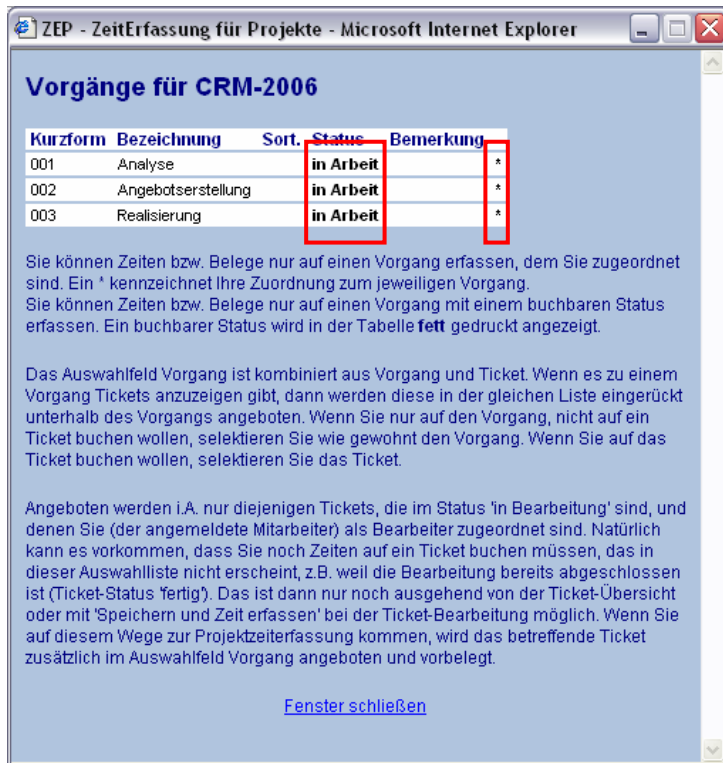 ZEP - ZeitErfassung für Projekte - Microsoft Internet Explorer
Vorgänge für CRM-2006
Kurzform Bezeichnung Sort. Status Bemerkung
001 Analyse in Arbeit *
002 Angebotserstellung in Arbeit *
003 Realisierung in Arbeit *
Sie können Zeiten bzw. Belege nur auf einen Vorgang erfassen, dem Sie zugeordnet
sind. Ein * kennzeichnet Ihre Zuordnung zum jeweiligen Vorgang.
Sie können Zeiten bzw. Belege nur auf einen Vorgang mit einem buchbaren Status
erfassen. Ein buchbarer Status wird in der Tabelle fett gedruckt angezeigt.
Das Auswahlfeld Vorgang ist kombiniert aus Vorgang und Ticket. Wenn es zu einem
Vorgang Tickets anzuzeigen gibt, dann werden diese in der gleichen Liste eingerückt
unterhalb des Vorgangs angeboten. Wenn Sie nur auf den Vorgang, nicht auf ein
Ticket buchen wollen, selektieren Sie wie gewohnt den Vorgang. Wenn Sie auf das
Ticket buchen wollen, selektieren Sie das Ticket.
Angeboten werden i.A. nur diejenigen Tickets, die im Status 'in Bearbeitung' sind, und
denen Sie (der angemeldete Mitarbeiter) als Bearbeiter zugeordnet sind. Natürlich
kann es vorkommen, dass Sie noch Zeiten auf ein Ticket buchen müssen, das in
dieser Auswahlliste nicht erscheint, z.B. weil die Bearbeitung bereits abgeschlossen
ist (Ticket-Status 'fertig'). Das ist dann nur noch ausgehend von der Ticket-Übersicht
oder mit 'Speichern und Zeit erfassen' bei der Ticket-Bearbeitung möglich. Wenn Sie
auf diesem Wege zur Projektzeiterfassung kommen, wird das betreffende Ticket
zusätzlich im Auswahlfeld Vorgang angeboten und vorbelegt.
Fenster schließen